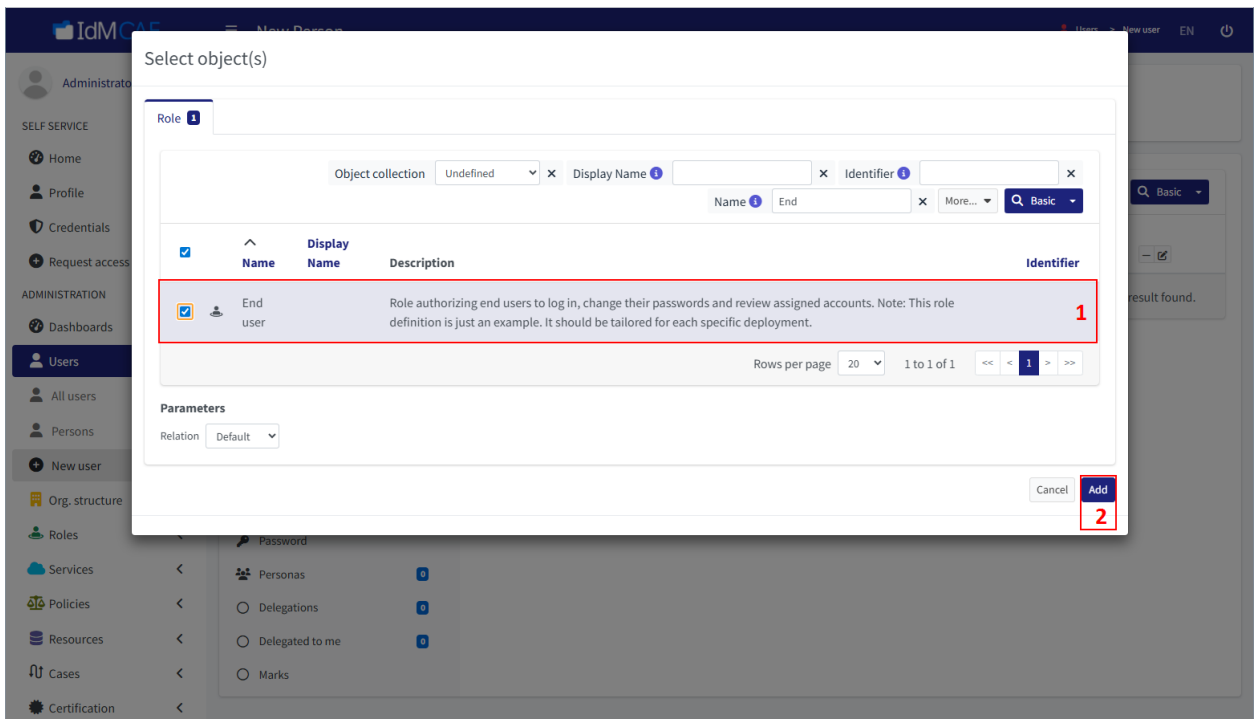 IdMCAE
New Person
Users > New user
EN
Select object(s)
Administrato
SELF SERVICE
Home
Profile
Credentials
Request access
ADMINISTRATION
Dashboards
Users
All users
Persons
New user
Org. structure
Roles
Services
Policies
Resources
Cases
Certification
Role 1
Object collection Undefined × Display Name × Identifier ×
Name End × More... Basic
Name
Display Name
Description
Identifier
End user
Role authorizing end users to log in, change their passwords and review assigned accounts. Note: This role
definition is just an example. It should be tailored for each specific deployment.
1
Rows per page 20 1 to 1 of 1 << < 1 > >>
Parameters
Relation Default
Cancel Add
2
Basic
result found.
Password
Personas 0
Delegations 0
Delegated to me 0
Marks